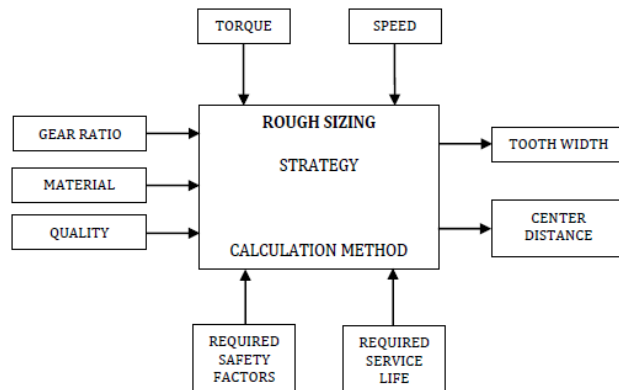 TORQUE
SPEED
GEAR RATIO
MATERIAL
QUALITY
ROUGH SIZING
STRATEGY
CALCULATION METHOD
TOOTH WIDTH
CENTER
DISTANCE
REQUIRED
SAFETY
FACTORS
REQUIRED
SERVICE
LIFE